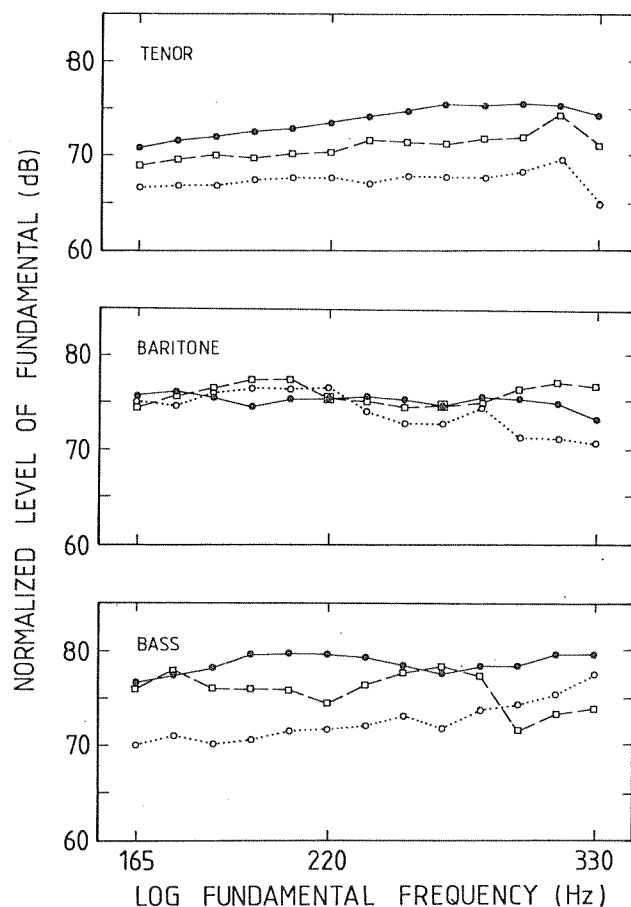 NORMALIZED LEVEL OF FUNDAMENTAL (dB)
80
TENOR
70
60
80
BARITONE
70
60
80
BASS
70
60
165 220 330
LOG FUNDAMENTAL FREQUENCY (Hz)